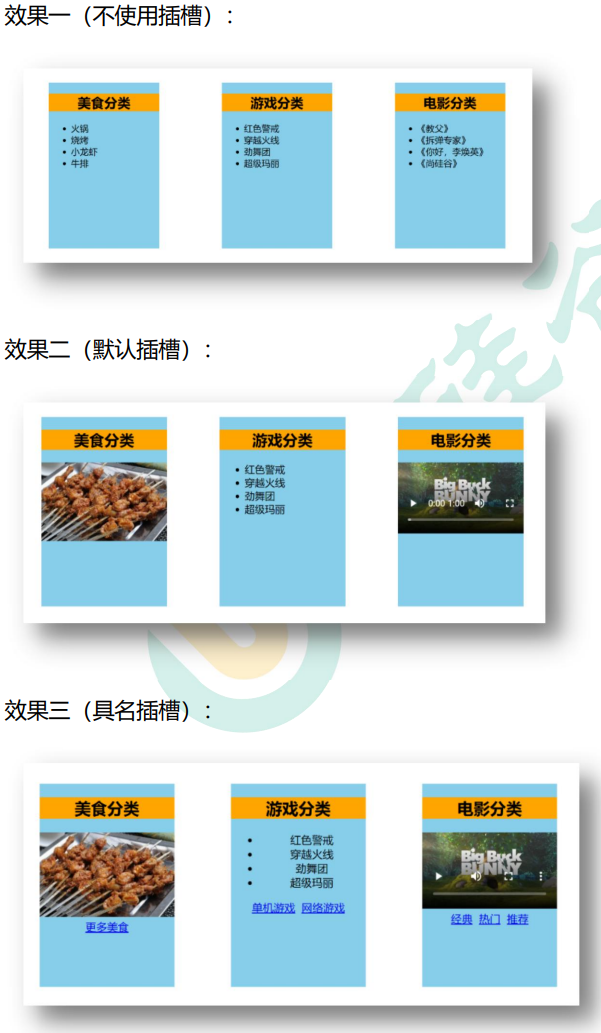 效果一（不使用插槽）:
美食分类 游戏分类 电影分类
火锅 红色警戒 《教父》
烧烤 穿越火线 《拆弹专家》
小龙虾 劲舞团 《你好，李焕英》
牛排 超级玛丽 《尚硅谷》
效果二（默认插槽）:
美食分类 游戏分类 电影分类
红色警戒
穿越火线
劲舞团
超级玛丽
Big Buck
BUNNY
0:00 1:00
效果三（具名插槽）:
美食分类 游戏分类 电影分类
红色警戒
穿越火线
劲舞团
超级玛丽
Big Buck
BUNNY
更多美食 单机游戏 网络游戏 经典 热门 推荐
硅谷